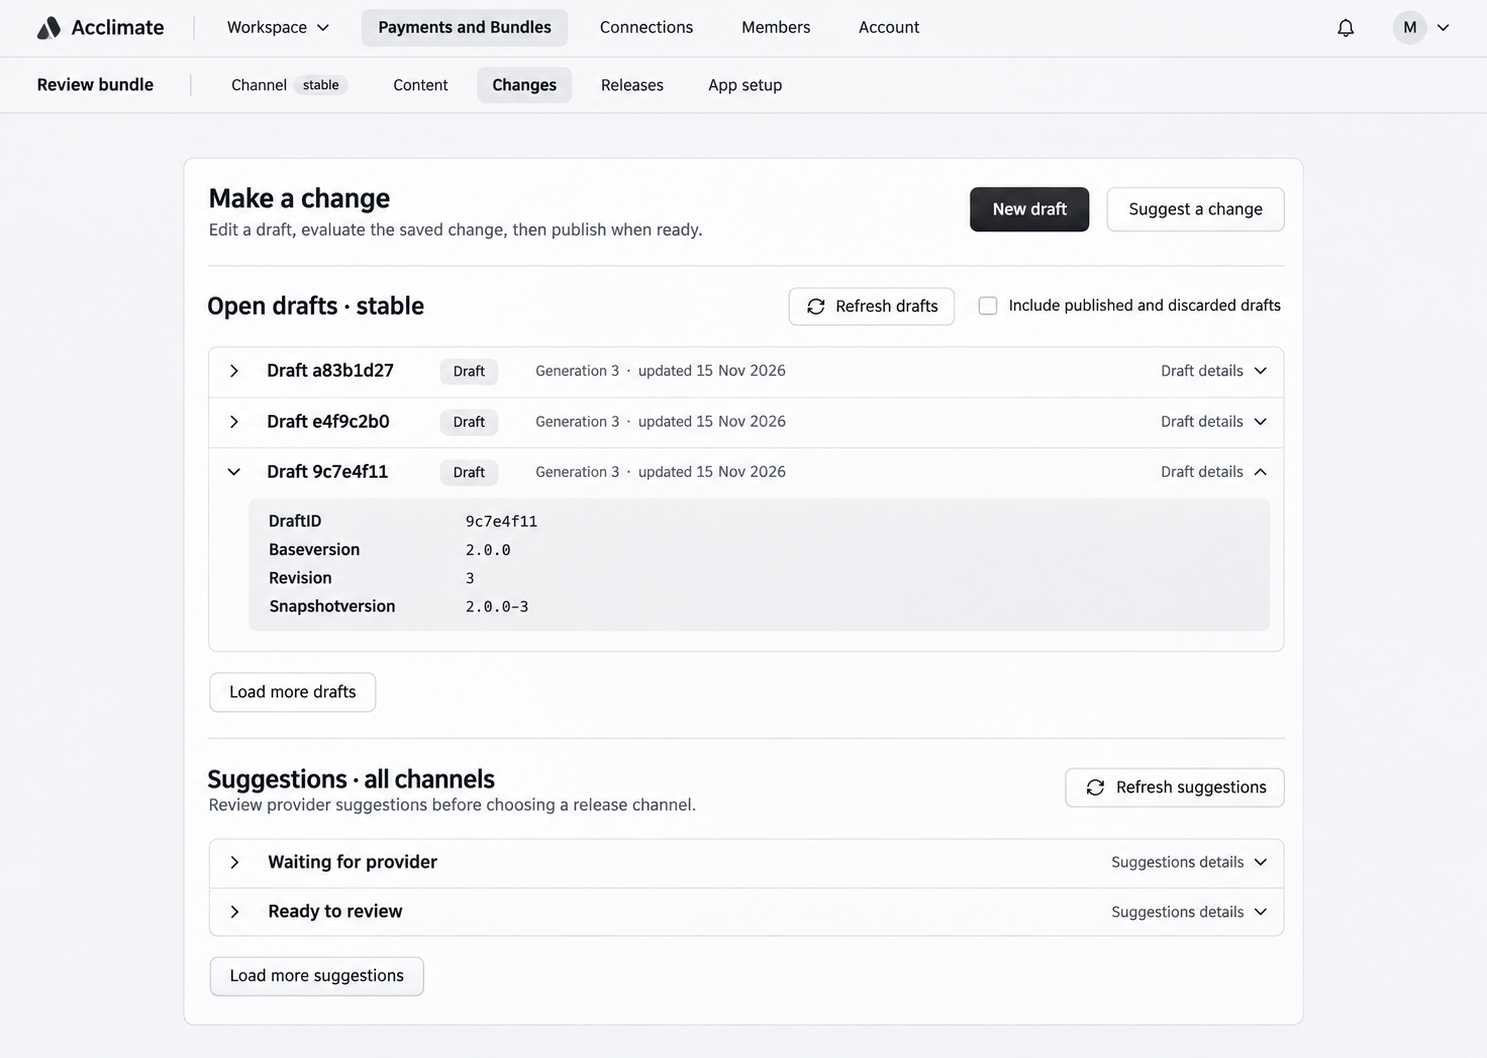 Acclimate Workspace Payments and Bundles Connections Members Account M
Review bundle Channel stable Content Changes Releases App setup
Make a change
Edit a draft, evaluate the saved change, then publish when ready.
New draft Suggest a change
Open drafts · stable Refresh drafts Include published and discarded drafts
Draft a83b1d27 Draft Generation 3 · updated 15 Nov 2026 Draft details
Draft e4f9c2b0 Draft Generation 3 · updated 15 Nov 2026 Draft details
Draft 9c7e4f11 Draft Generation 3 · updated 15 Nov 2026 Draft details
DraftID 9c7e4f11
Baseversion 2.0.0
Revision 3
Snapshotversion 2.0.0-3
Load more drafts
Suggestions · all channels
Review provider suggestions before choosing a release channel.
Refresh suggestions
Waiting for provider Suggestions details
Ready to review Suggestions details
Load more suggestions